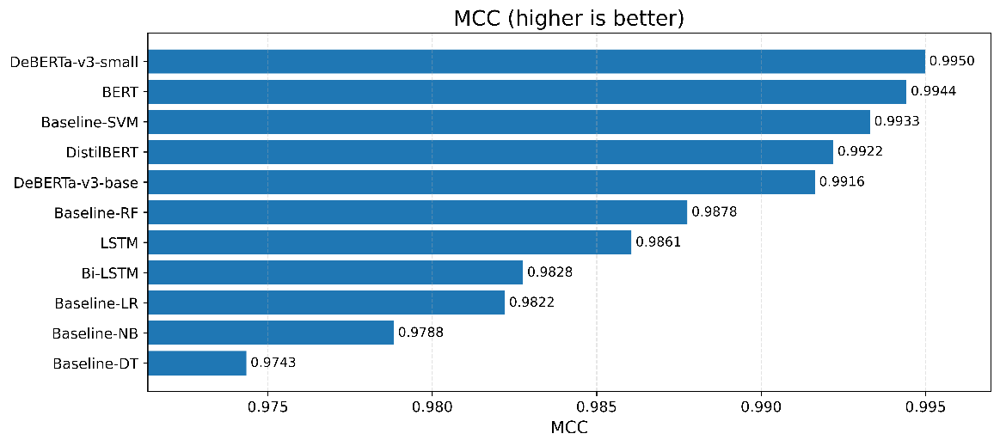 MCC (higher is better)
DeBERTa-v3-small 0.9950
BERT 0.9944
Baseline-SVM 0.9933
DistilBERT 0.9922
DeBERTa-v3-base 0.9916
Baseline-RF 0.9878
LSTM 0.9861
Bi-LSTM 0.9828
Baseline-LR 0.9822
Baseline-NB 0.9788
Baseline-DT 0.9743
0.975 0.980 0.985 0.990 0.995
MCC